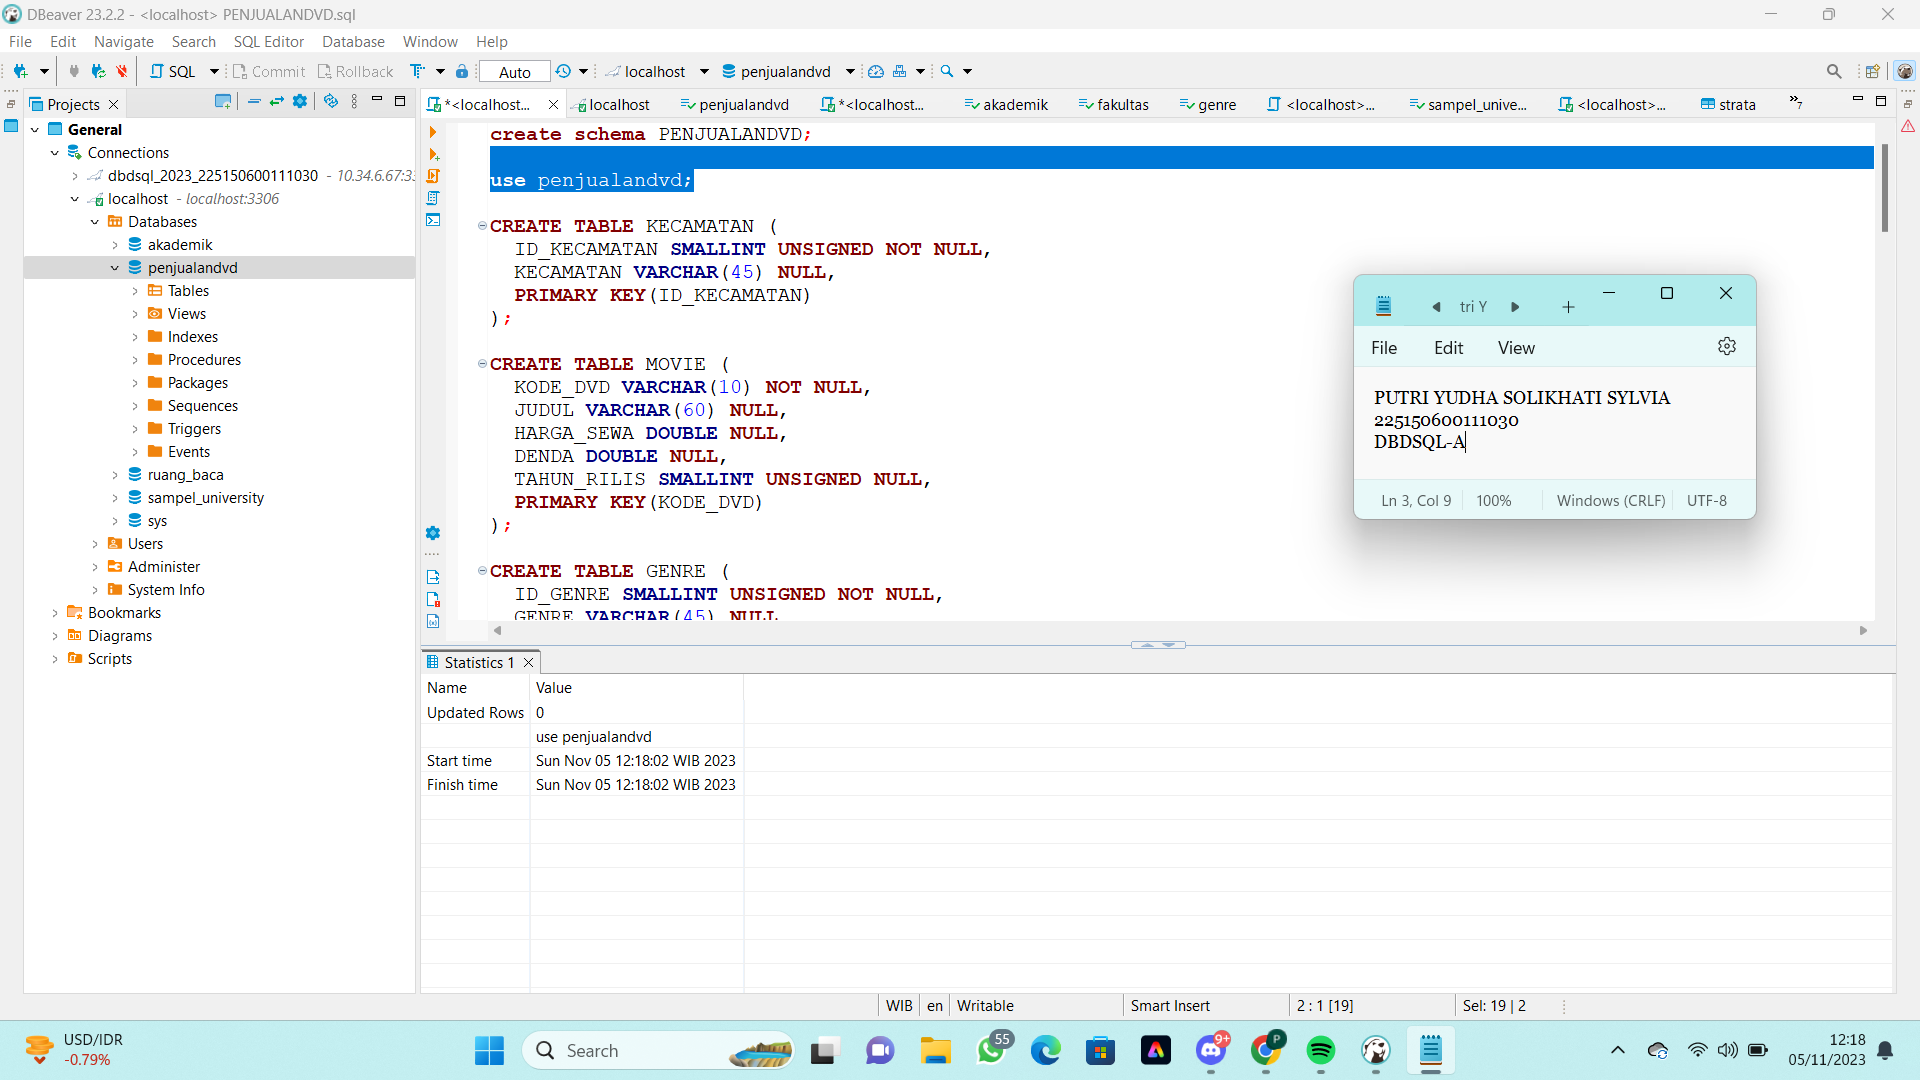 DBeaver 23.2.2 - <localhost> PENJUALANDVD.sql
File Edit Navigate Search SQL Editor Database Window Help
SQL Commit Rollback Auto localhost penjualandvd
Projects
*<localhost... localhost penjualandvd *<localhost... akademik fakultas genre <localhost>... sampel_unive... <localhost>... strata »7
General
Connections
dbdsql_2023_225150600111030 - 10.34.6.67:33
localhost - localhost:3306
Databases
akademik
penjualandvd
Tables
Views
Indexes
Procedures
Packages
Sequences
Triggers
Events
ruang_baca
sampel_university
sys
Users
Administer
System Info
Bookmarks
Diagrams
Scripts
create schema PENJUALANDVD;
use penjualandvd;
CREATE TABLE KECAMATAN (
ID_KECAMATAN SMALLINT UNSIGNED NOT NULL,
KECAMATAN VARCHAR(45) NULL,
PRIMARY KEY(ID_KECAMATAN)
);
CREATE TABLE MOVIE (
KODE_DVD VARCHAR(10) NOT NULL,
JUDUL VARCHAR(60) NULL,
HARGA_SEWA DOUBLE NULL,
DENDA DOUBLE NULL,
TAHUN_RILIS SMALLINT UNSIGNED NULL,
PRIMARY KEY(KODE_DVD)
);
CREATE TABLE GENRE (
ID_GENRE SMALLINT UNSIGNED NOT NULL,
GENRE VARCHAR(45) NULL
tri Y
File Edit View
PUTRI YUDHA SOLIKHATI SYLVIA
225150600111030
DBDSQL-A
Ln 3, Col 9 100% Windows (CRLF) UTF-8
Statistics 1
Name Value
Updated Rows 0
use penjualandvd
Start time Sun Nov 05 12:18:02 WIB 2023
Finish time Sun Nov 05 12:18:02 WIB 2023
WIB en Writable Smart Insert 2 : 1 [19] Sel: 19 | 2
USD/IDR
-0.79%
Search
55
9+
P
12:18
05/11/2023